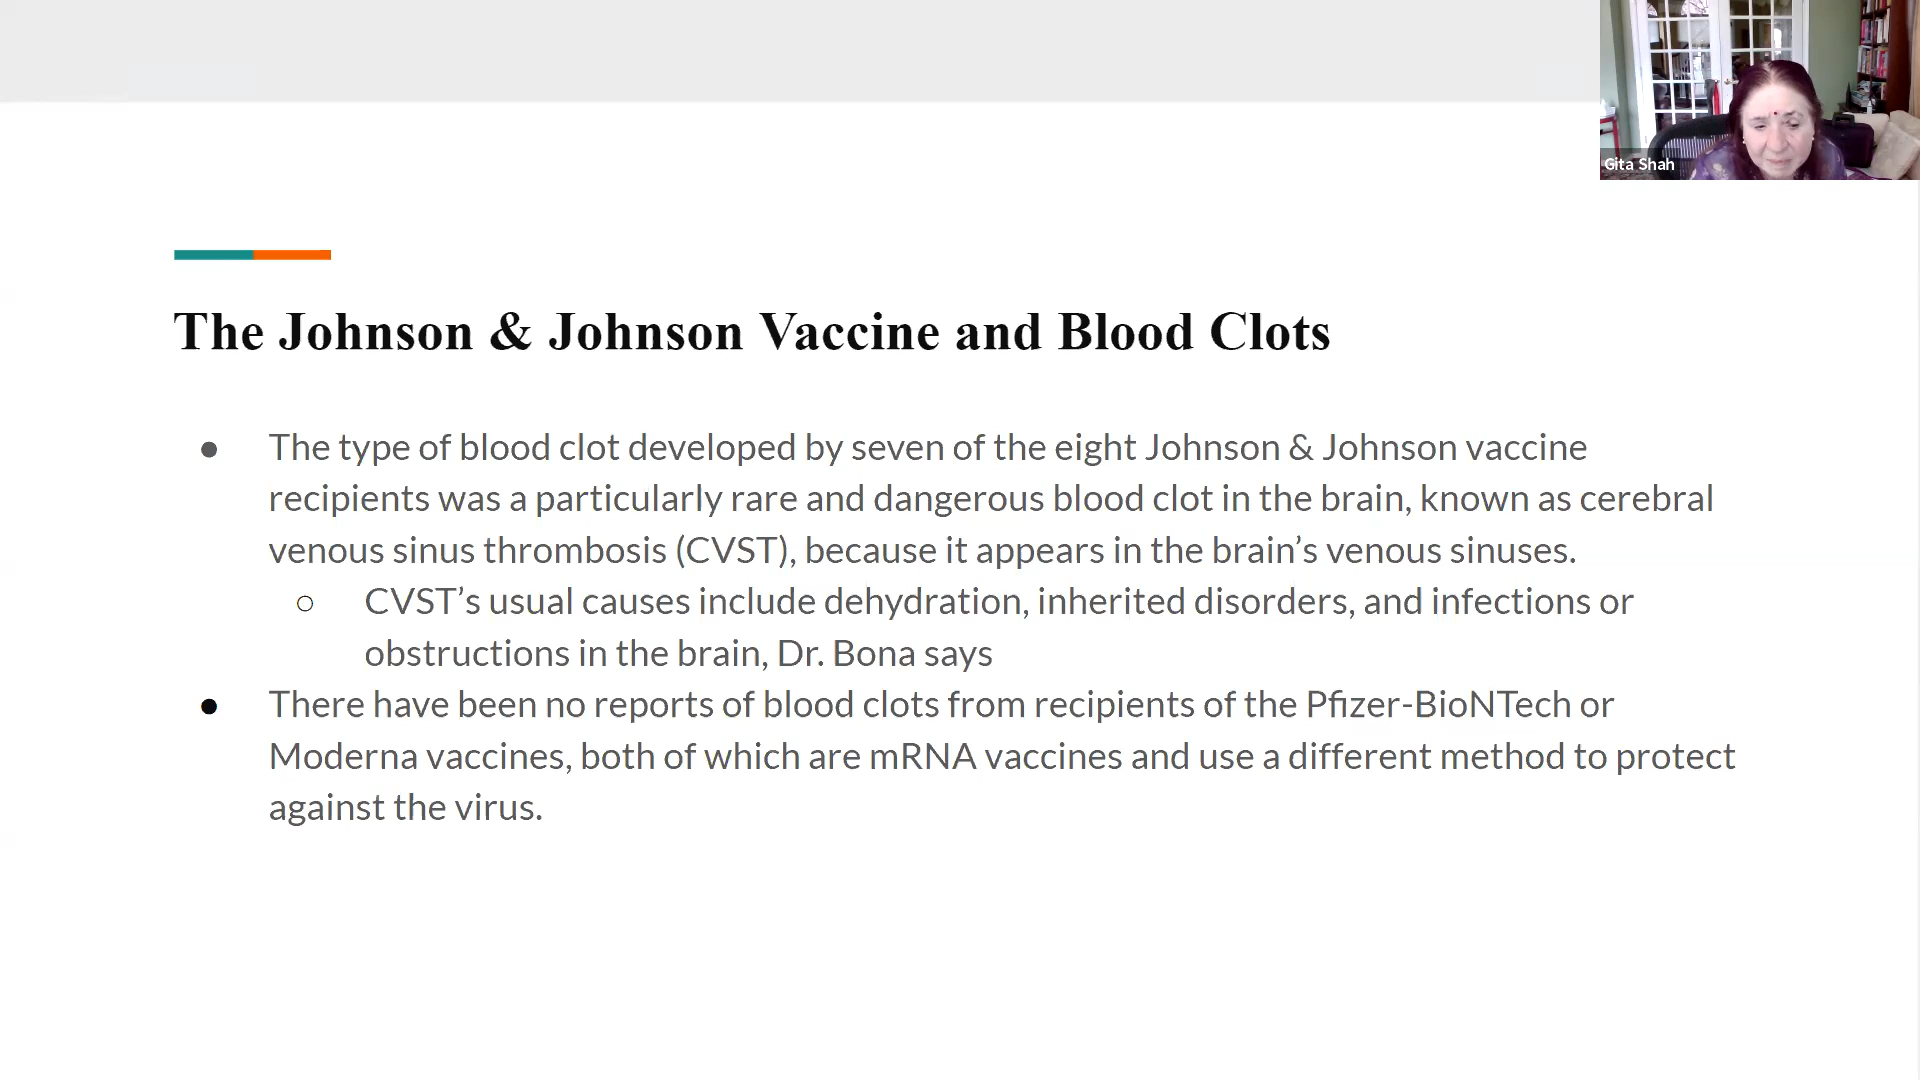 Gita Shah
The Johnson & Johnson Vaccine and Blood Clots
● The type of blood clot developed by seven of the eight Johnson & Johnson vaccine
recipients was a particularly rare and dangerous blood clot in the brain, known as cerebral
venous sinus thrombosis (CVST), because it appears in the brain’s venous sinuses.
○ CVST’s usual causes include dehydration, inherited disorders, and infections or
obstructions in the brain, Dr. Bona says
● There have been no reports of blood clots from recipients of the Pfizer-BioNTech or
Moderna vaccines, both of which are mRNA vaccines and use a different method to protect
against the virus.